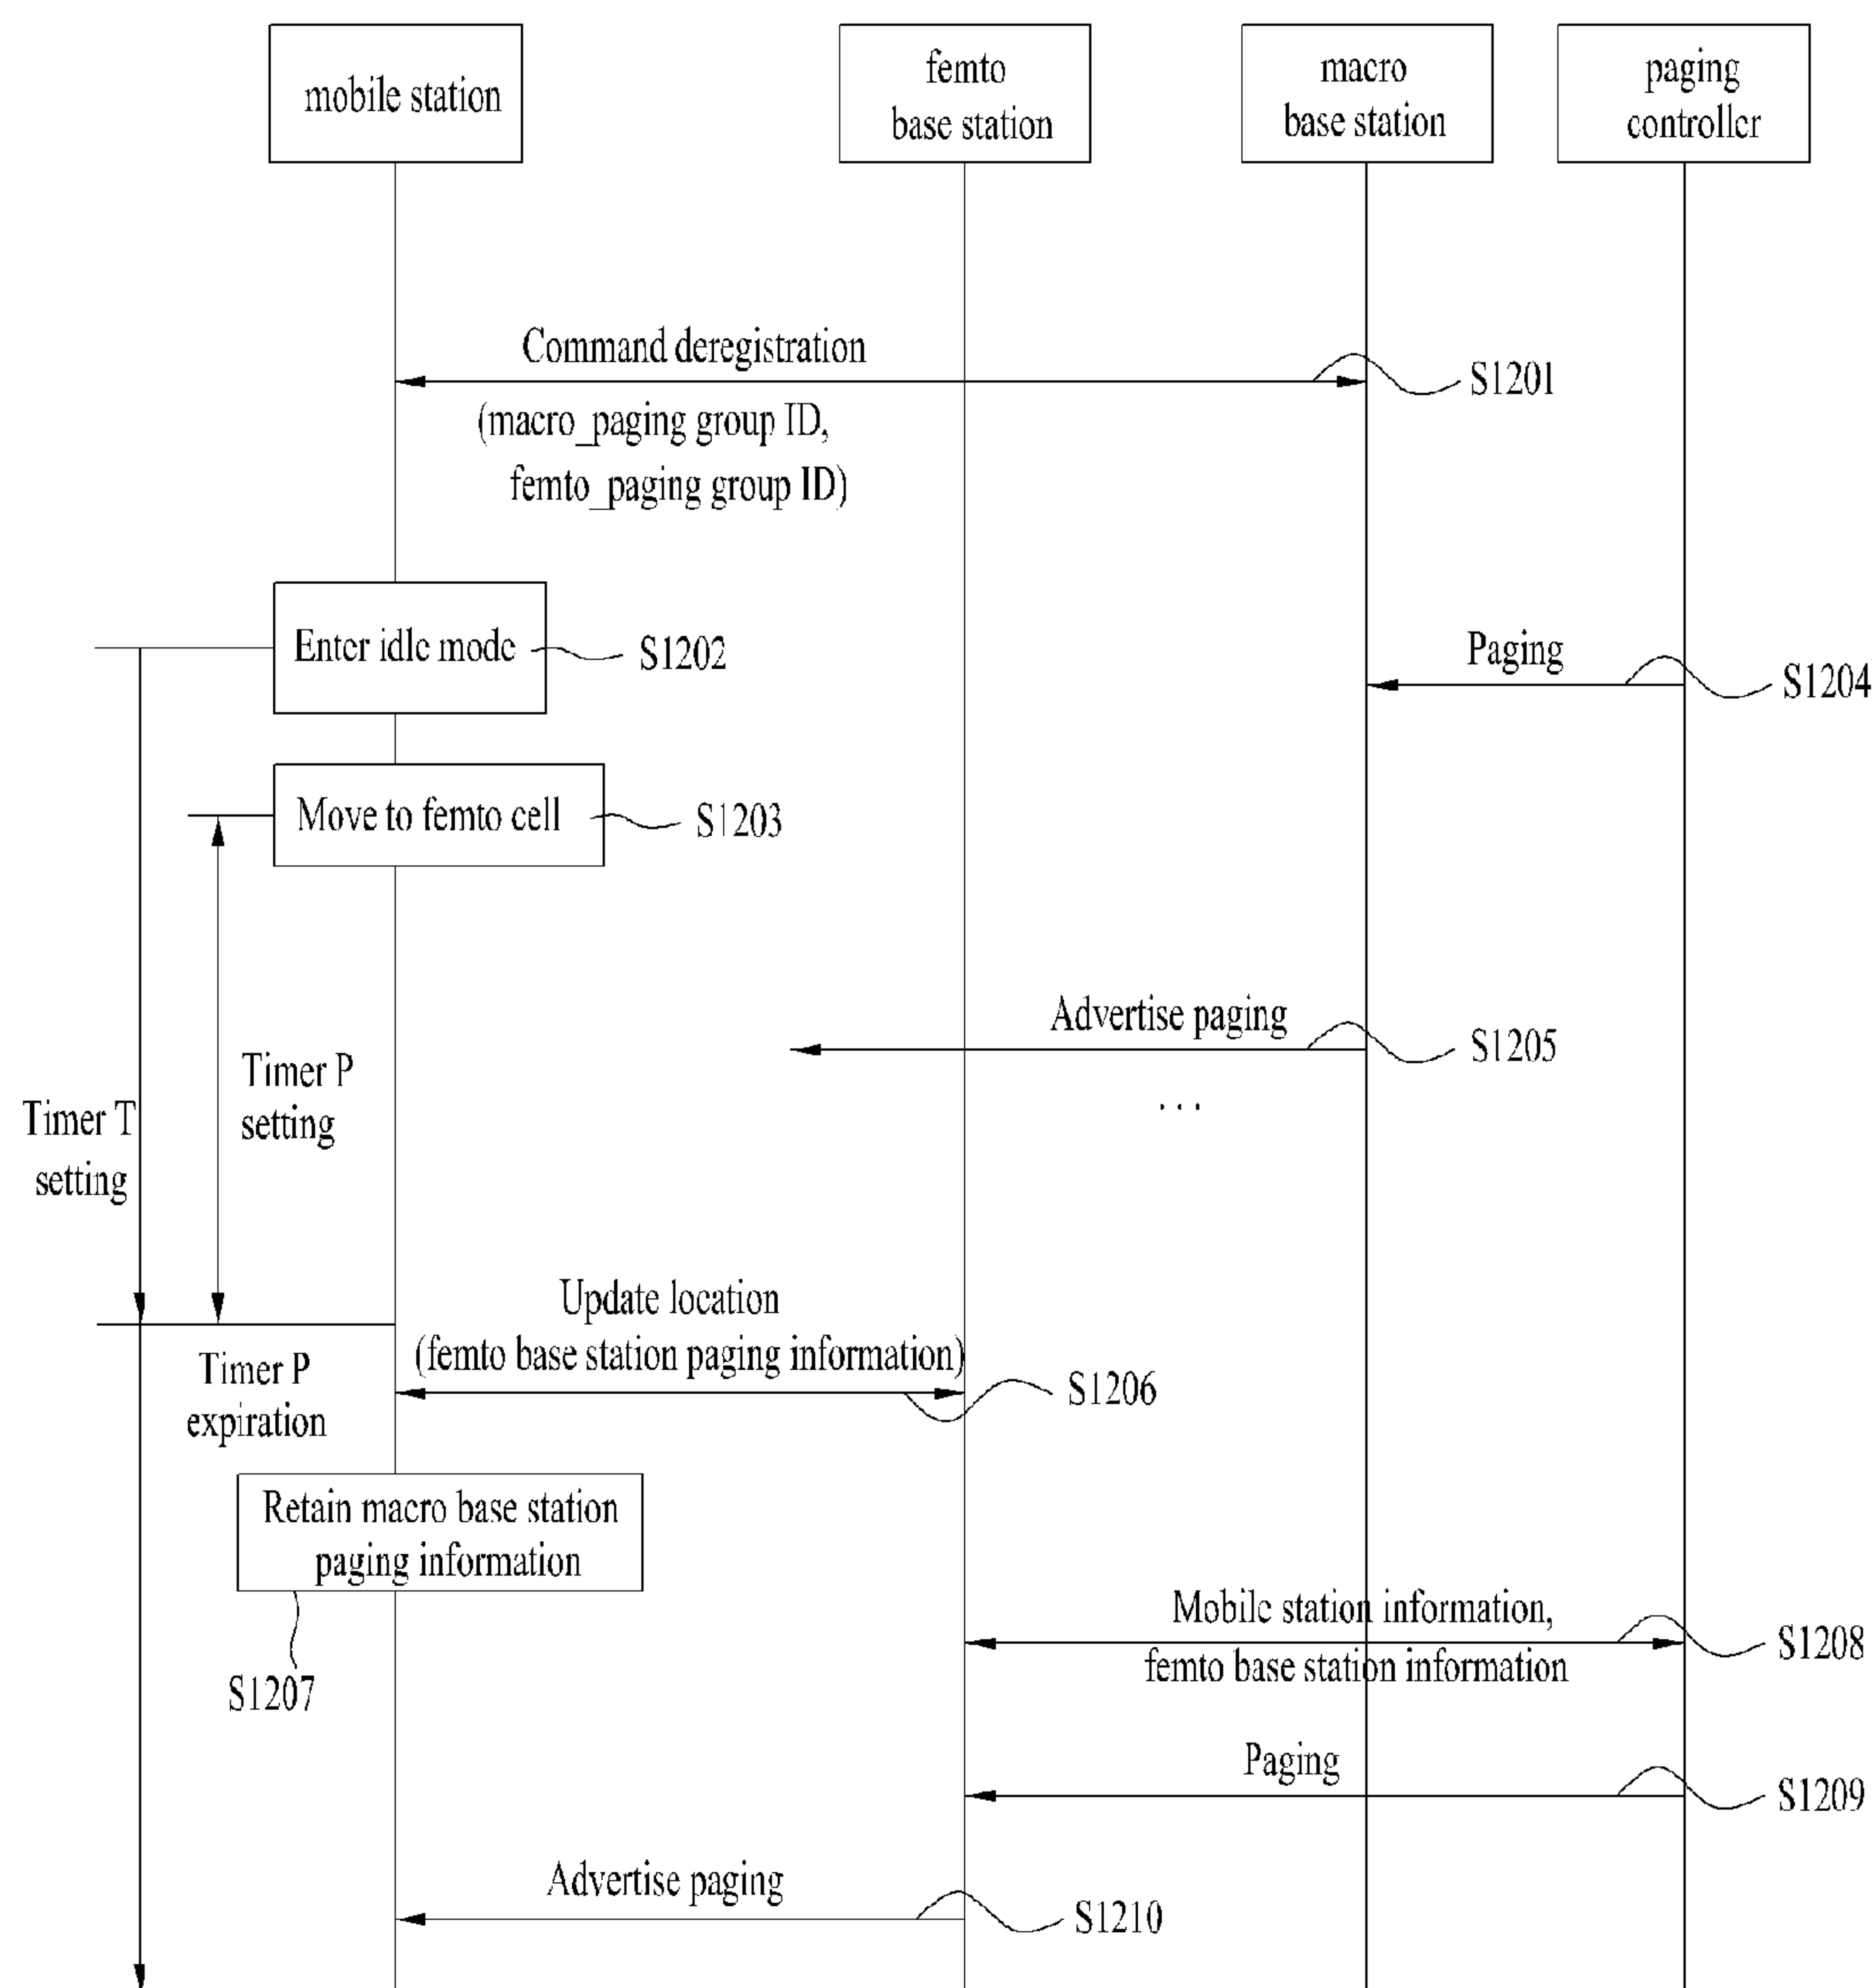 mobile station
femto
base station
macro
base station
paging
controller
Command deregistration
S1201
(macro_paging group ID,
femto_paging group ID)
Enter idle mode
S1202
Paging
S1204
Move to femto cell
S1203
Advertise paging
S1205
...
Timer P
setting
Timer T
setting
Update location
(femto base station paging information)
S1206
Timer P
expiration
Retain macro base station
paging information
S1207
Mobile station information,
femto base station information
S1208
Paging
S1209
Advertise paging
S1210